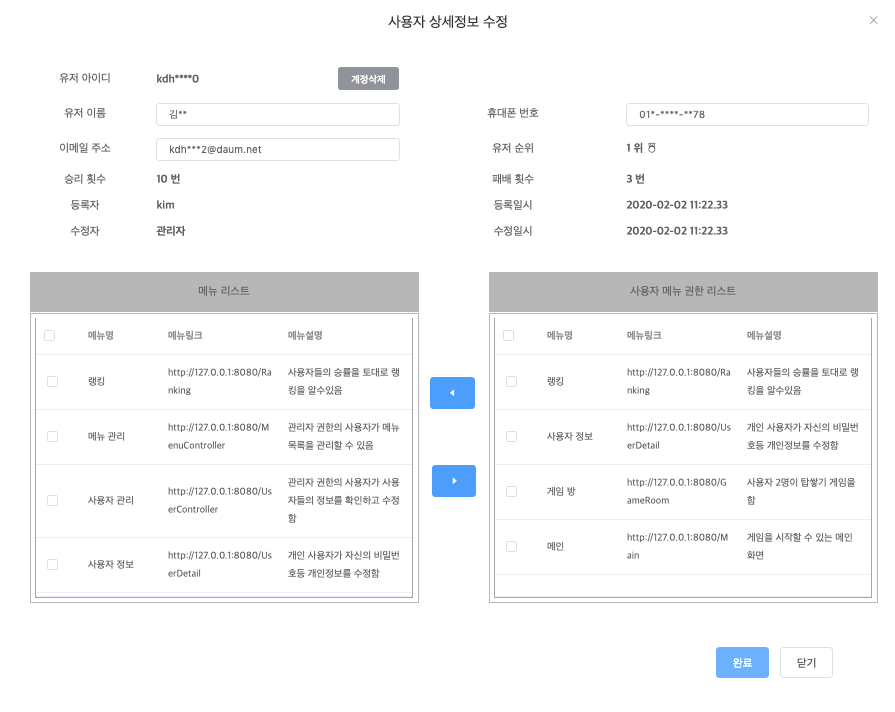 사용자 상세정보 수정
유저 아이디 kdh****0 계정삭제
유저 이름 김** 휴대폰 번호 01*-****-**78
이메일 주소 kdh***2@daum.net 유저 순위 1 위
승리 횟수 10 번 패배 횟수 3 번
등록자 kim 등록일시 2020-02-02 11:22.33
수정자 관리자 수정일시 2020-02-02 11:22.33
메뉴 리스트
메뉴명 메뉴링크 메뉴설명
랭킹 http://127.0.0.1:8080/Ra 사용자들의 승률을 토대로 랭
nking 킹을 알수있음
메뉴 관리 http://127.0.0.1:8080/M 관리자 권한의 사용자가 메뉴
enuController 목록을 관리할 수 있음
사용자 관리 http://127.0.0.1:8080/Us 관리자 권한의 사용자가 사용
erController 자들의 정보를 확인하고 수정
함
사용자 정보 http://127.0.0.1:8080/Us 개인 사용자가 자신의 비밀번
erDetail 호등 개인정보를 수정함
사용자 메뉴 권한 리스트
메뉴명 메뉴링크 메뉴설명
랭킹 http://127.0.0.1:8080/Ra 사용자들의 승률을 토대로 랭
nking 킹을 알수있음
사용자 정보 http://127.0.0.1:8080/Us 개인 사용자가 자신의 비밀번
erDetail 호등 개인정보를 수정함
게임 방 http://127.0.0.1:8080/G 사용자 2명이 탑쌓기 게임을
ameRoom 함
메인 http://127.0.0.1:8080/M 게임을 시작할 수 있는 메인
ain 화면
완료 닫기